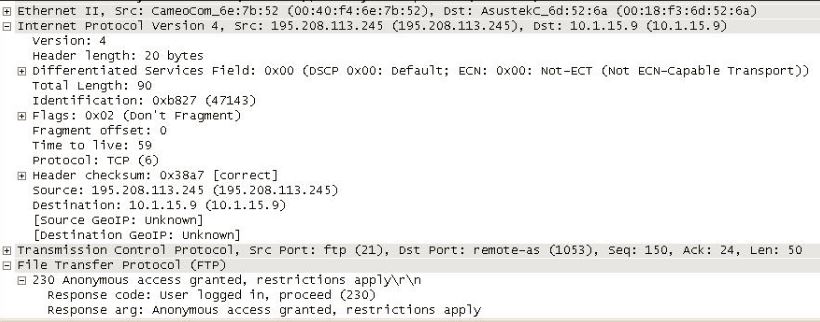 Ethernet II, Src: CameoCom_6e:7b:52 (00:40:f4:6e:7b:52), Dst: AsustekC_6d:52:6a (00:18:f3:6d:52:6a)
Internet Protocol Version 4, Src: 195.208.113.245 (195.208.113.245), Dst: 10.1.15.9 (10.1.15.9)
Version: 4
Header length: 20 bytes
Differentiated Services Field: 0x00 (DSCP 0x00: Default; ECN: 0x00: Not-ECT (Not ECN-Capable Transport))
Total Length: 90
Identification: 0xb827 (47143)
Flags: 0x02 (Don't Fragment)
Fragment offset: 0
Time to live: 59
Protocol: TCP (6)
Header checksum: 0x38a7 [correct]
Source: 195.208.113.245 (195.208.113.245)
Destination: 10.1.15.9 (10.1.15.9)
[Source GeoIP: Unknown]
[Destination GeoIP: Unknown]
Transmission Control Protocol, Src Port: ftp (21), Dst Port: remote-as (1053), Seq: 150, Ack: 24, Len: 50
File Transfer Protocol (FTP)
230 Anonymous access granted, restrictions apply\r\n
Response code: User logged in, proceed (230)
Response arg: Anonymous access granted, restrictions apply